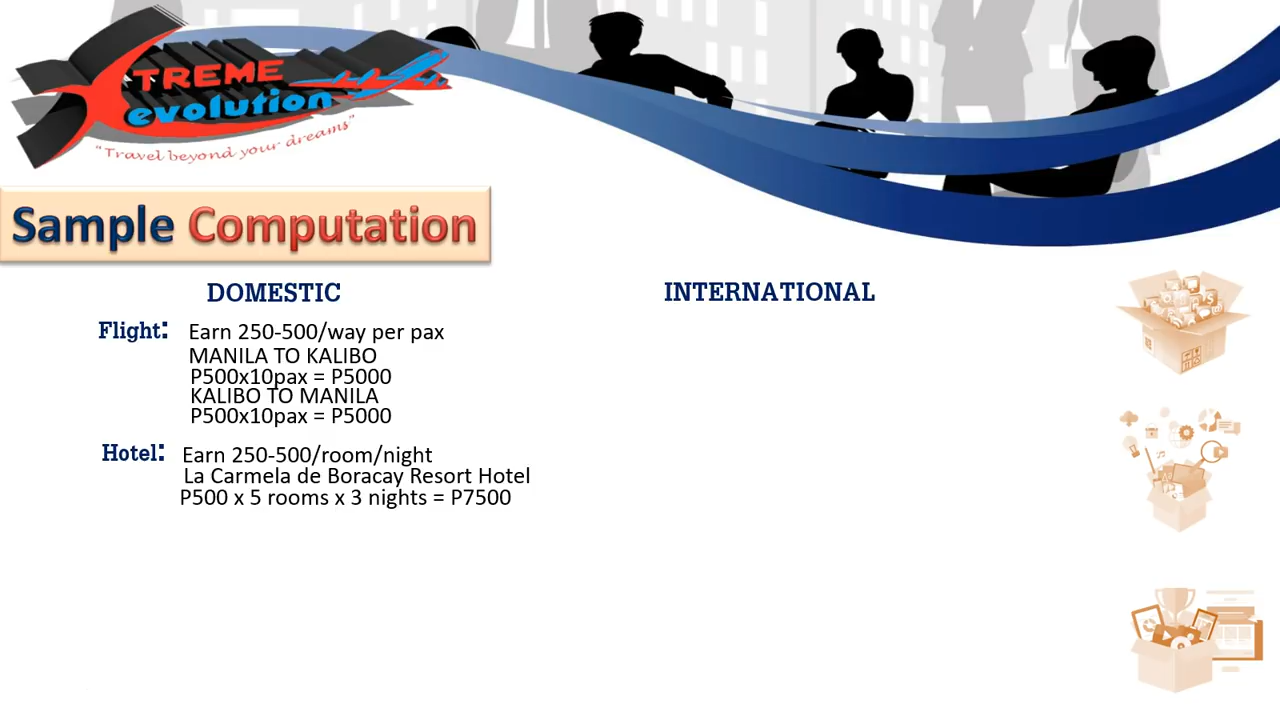 XTREME
evolution
"Travel beyond your dreams"
Sample Computation
DOMESTIC
Flight: Earn 250-500/way per pax
MANILA TO KALIBO
P500x10pax = P5000
KALIBO TO MANILA
P500x10pax = P5000
Hotel: Earn 250-500/room/night
La Carmela de Boracay Resort Hotel
P500 x 5 rooms x 3 nights = P7500
INTERNATIONAL